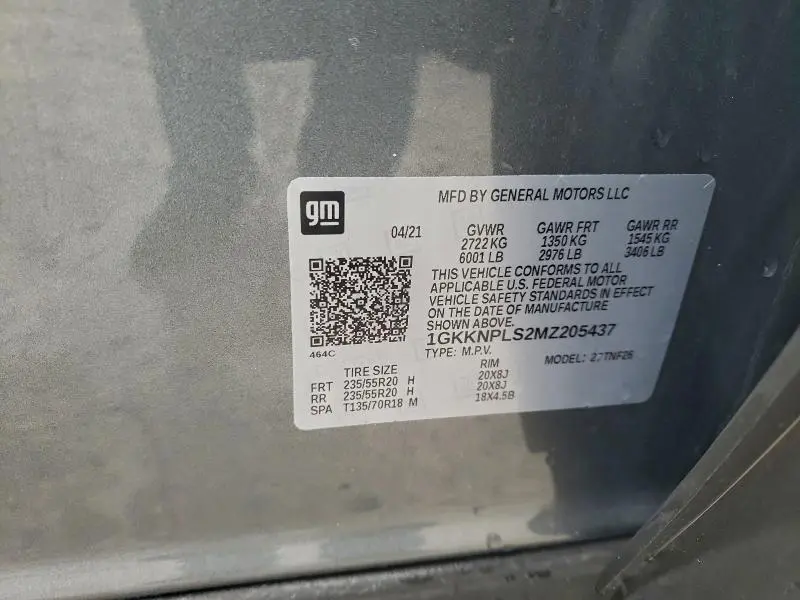 gm
MFD BY GENERAL MOTORS LLC
04/21 GVWR GAWR FRT GAWR RR
2722 KG 1350 KG 1545 KG
6001 LB 2976 LB 3406 LB
THIS VEHICLE CONFORMS TO ALL
APPLICABLE U.S. FEDERAL MOTOR
VEHICLE SAFETY STANDARDS IN EFFECT
ON THE DATE OF MANUFACTURE
SHOWN ABOVE.
1GKKNPLS2MZ205437
464C
TYPE: M.P.V. MODEL:
TIRE SIZE RIM
FRT 235/55R20 H 20X8J
RR 235/55R20 H 20X8J
SPA T135/70R18 M 18X4.5B